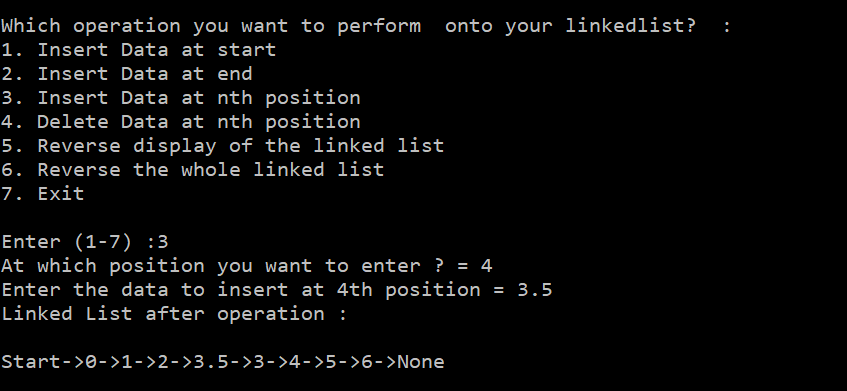 Which operation you want to perform  onto your linkedlist?  :
1. Insert Data at start
2. Insert Data at end
3. Insert Data at nth position
4. Delete Data at nth position
5. Reverse display of the linked list
6. Reverse the whole linked list
7. Exit
Enter (1-7) :3
At which position you want to enter ? = 4
Enter the data to insert at 4th position = 3.5
Linked List after operation :
Start->0->1->2->3.5->3->4->5->6->None